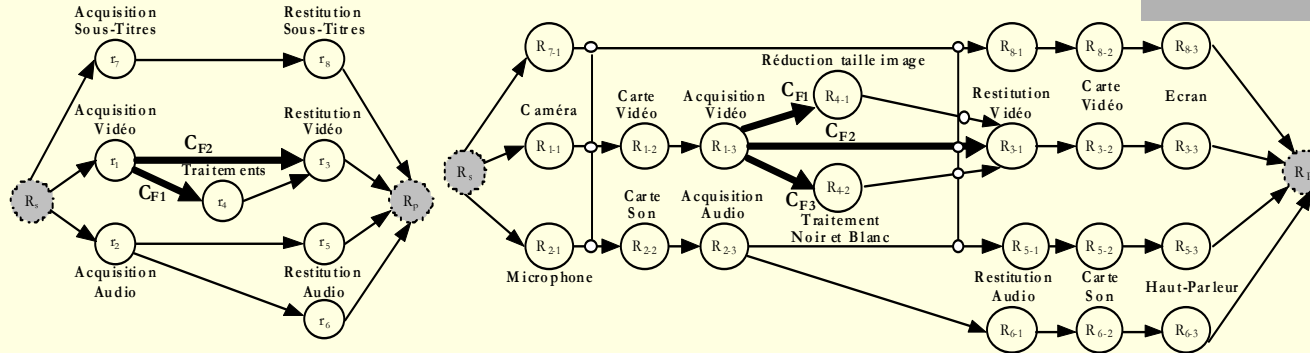 Acquisition
Sous-Titres
Restitution
Sous-Titres
r7
r8
Acquisition
Vidéo
Restitution
Vidéo
CF2
r1
r3
Traitements
CF1
r4
Rs
Rp
r2
r5
Acquisition
Audio
Restitution
Audio
r6
R7-1
R8-1
R8-2
R8-3
Réduction taille image
CF1
R4-1
Caméra
Carte
Vidéo
Acquisition
Vidéo
Restitution
Vidéo
Carte
Vidéo
Ecran
CF2
R1-1
R1-2
R1-3
R3-1
R3-2
R3-3
Rs
CF3
R4-2
Traitement
Noir et Blanc
Carte
Son
Acquisition
Audio
R2-1
R2-2
R2-3
R5-1
R5-2
R5-3
Microphone
Restitution
Audio
Carte
Son
Haut-Parleur
R6-1
R6-2
R6-3